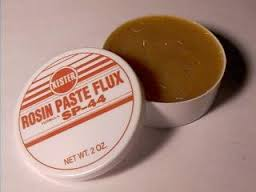 KESTER
ROSIN PASTE FLUX
SP-44
NET WT. 2 OZ.